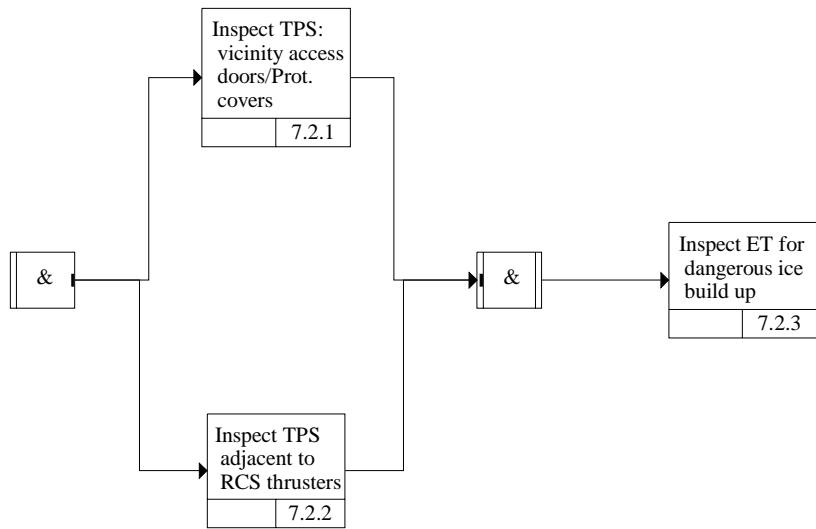 Inspect TPS:
vicinity access
doors/Prot.
covers
7.2.1
&
&
Inspect ET for
dangerous ice
build up
7.2.3
Inspect TPS
adjacent to
RCS thrusters
7.2.2